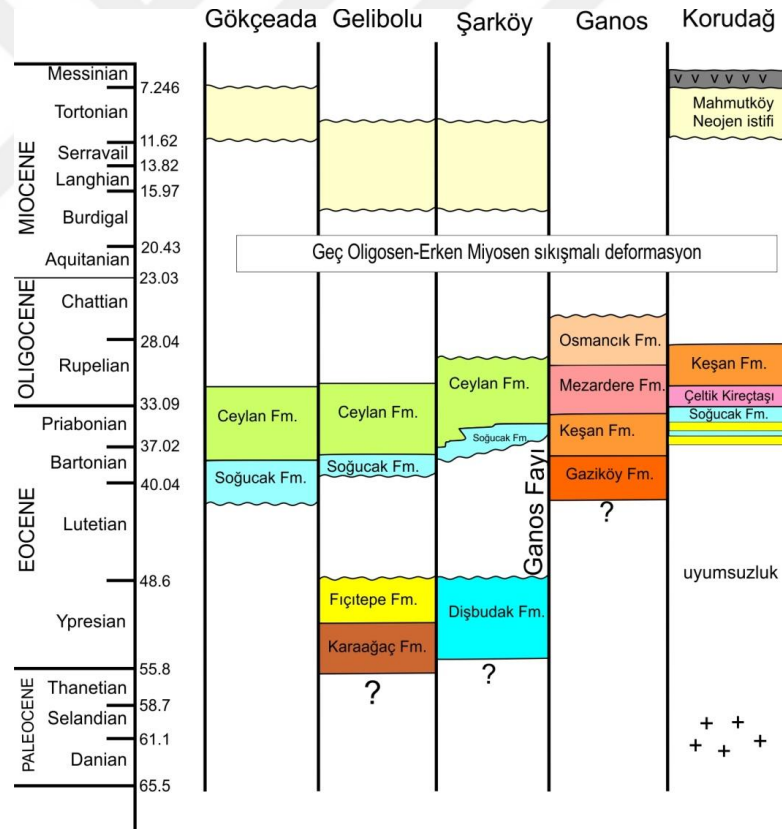 Gökçeada Gelibolu Şarköy Ganos Korudağ
Messinian
7.246
v v v v v v
Tortonian
Mahmutköy
Neojen istifi
11.62
MIOCENE
Serravail
13.82
Langhian
15.97
Burdigal
20.43
Geç Oligosen-Erken Miyosen sıkışmalı deformasyon
Aquitanian
23.03
OLIGOCENE
Chattian
28.04
Osmancık Fm.
Rupelian
Keşan Fm.
Ceylan Fm.
Mezardere Fm.
Çeltik Kireçtaşı
33.09
Ceylan Fm.
Ceylan Fm.
Soğucak Fm.
Priabonian
Soğucak Fm.
Keşan Fm.
37.02
Bartonian
Soğucak Fm.
Soğucak Fm.
Gaziköy Fm.
40.04
?
EOCENE
Lutetian
Ganos Fayı
48.6
uyumsuzluk
Fıçıtepe Fm.
Dişbudak Fm.
Ypresian
Karaağaç Fm.
55.8
? ?
PALEOCENE
Thanetian
58.7
Selandian
+ +
61.1
+ + +
Danian
65.5